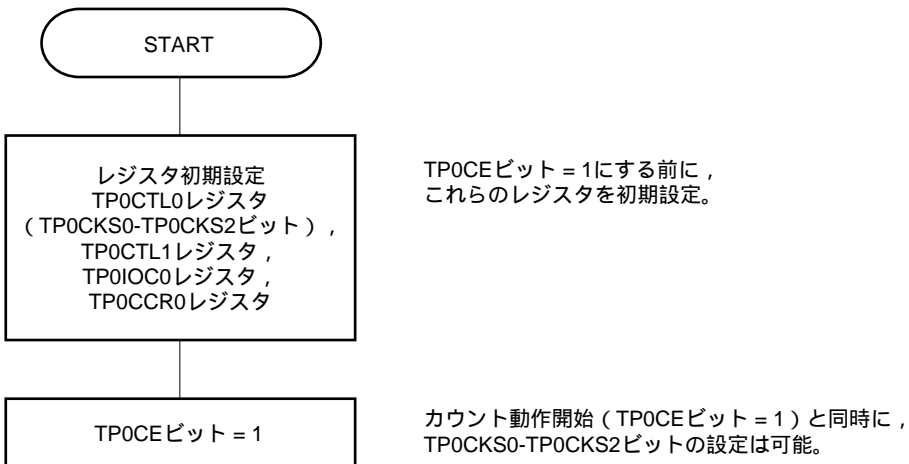 START
レジスタ初期設定
TP0CTL0レジスタ
（TP0CKS0-TP0CKS2ビット），
TP0CTL1レジスタ，
TP0IOC0レジスタ，
TP0CCR0レジスタ
TP0CEビット = 1にする前に，
これらのレジスタを初期設定。
TP0CEビット = 1
カウント動作開始（TP0CEビット = 1）と同時に，
TP0CKS0-TP0CKS2ビットの設定は可能。